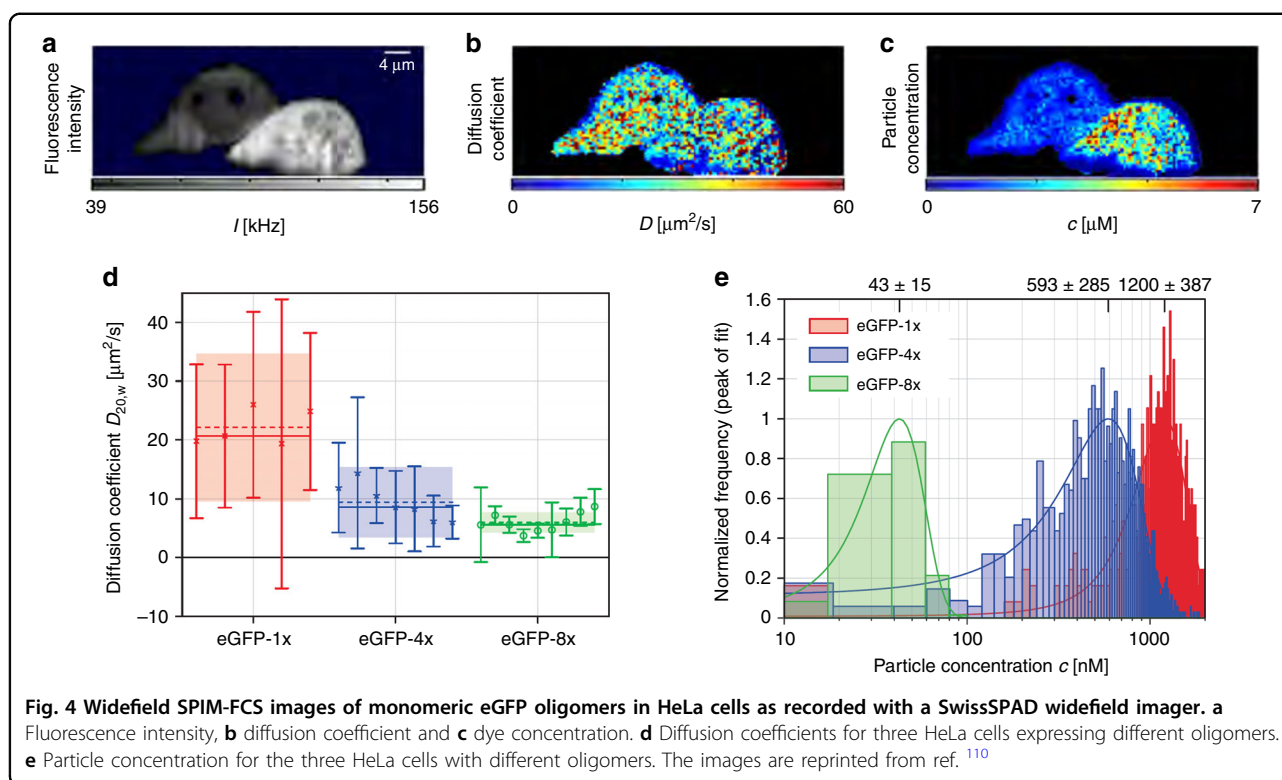 a
Fluorescence
intensity
4 μm
39 156
I [kHz]
b
Diffusion
coefficient
0 60
D [μm²/s]
c
Particle
concentration
0 7
c [μM]
d
Diffusion coefficient D20,w [μm²/s]
40
30
20
10
0
−10
eGFP-1x eGFP-4x eGFP-8x
e
43 ± 15 593 ± 285 1200 ± 387
Normalized frequency (peak of fit)
1.6
1.4
1.2
1
0.8
0.6
0.4
0.2
0
eGFP-1x
eGFP-4x
eGFP-8x
10 100 1000
Particle concentration c [nM]
Fig. 4 Widefield SPIM-FCS images of monomeric eGFP oligomers in HeLa cells as recorded with a SwissSPAD widefield imager. a
Fluorescence intensity, b diffusion coefficient and c dye concentration. d Diffusion coefficients for three HeLa cells expressing different oligomers.
e Particle concentration for the three HeLa cells with different oligomers. The images are reprinted from ref. 110